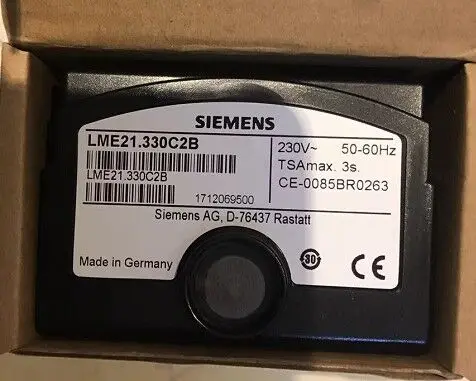 SIEMENS
LME21.330C2B
LME21.330C2B
1712069500
230V~ 50-60Hz
TSAmax. 3s.
CE-0085BR0263
Siemens AG, D-76437 Rastatt
Made in Germany
30
CE